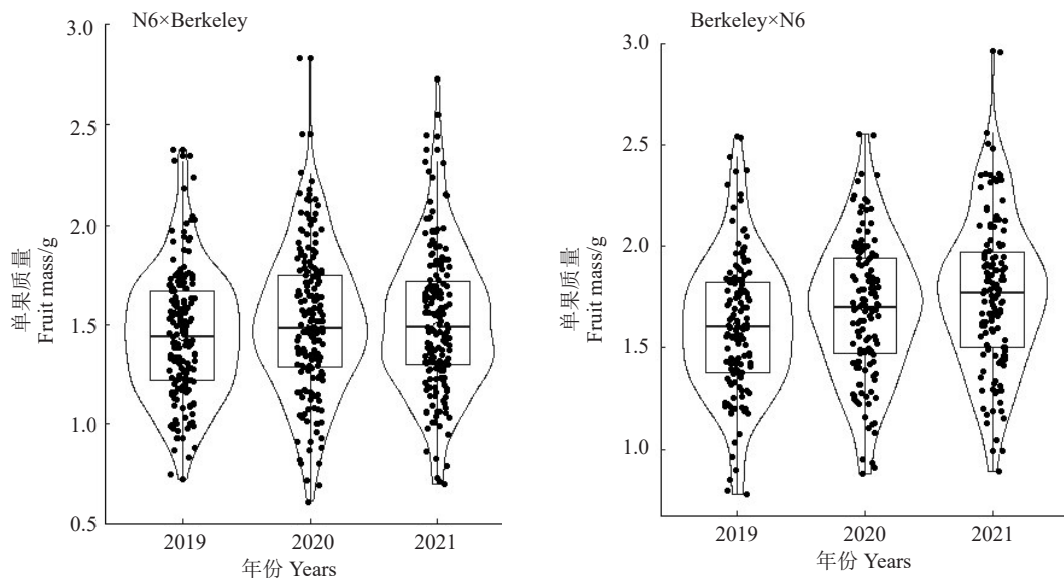 N6×Berkeley
3.0
2.5
2.0
1.5
1.0
0.5
单果质量
Fruit mass/g
2019
2020
2021
年份 Years
Berkeley×N6
3.0
2.5
2.0
1.5
1.0
单果质量
Fruit mass/g
2019
2020
2021
年份 Years